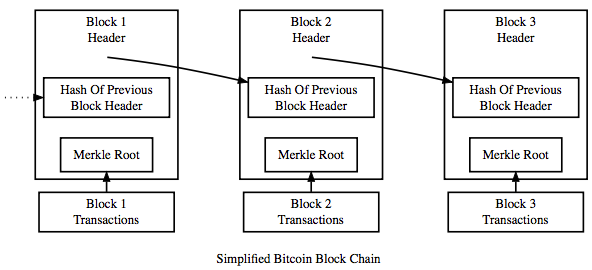 Block 1
Header
Block 2
Header
Block 3
Header
Hash Of Previous
Block Header
Hash Of Previous
Block Header
Hash Of Previous
Block Header
Merkle Root
Merkle Root
Merkle Root
Block 1
Transactions
Block 2
Transactions
Block 3
Transactions
Simplified Bitcoin Block Chain